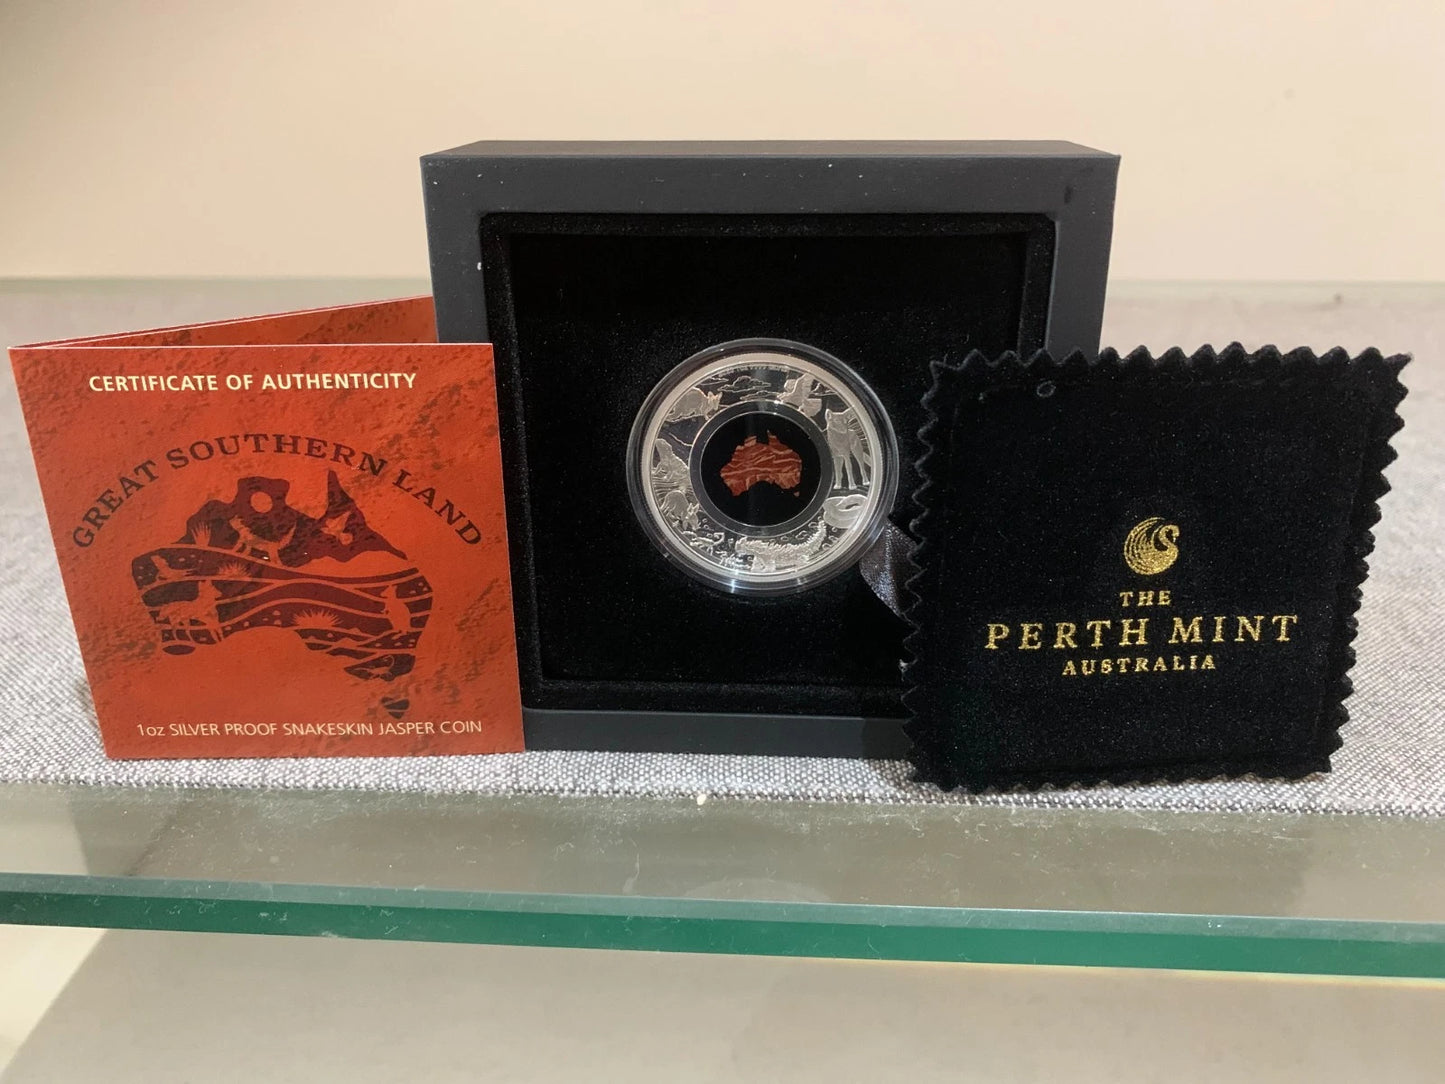 CERTIFICATE OF AUTHENTICITY
GREAT SOUTHERN LAND
1oz SILVER PROOF SNAKESKIN JASPER COIN
THE
PERTH MINT
AUSTRALIA